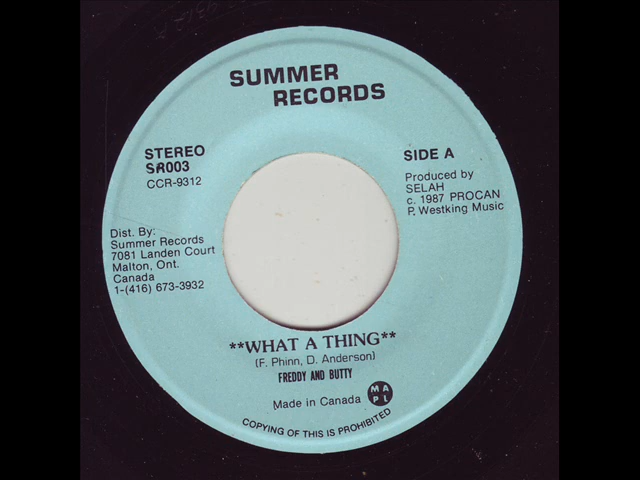 SUMMER
RECORDS
STEREO
SR003
CCR-9312
SIDE A
Produced by
SELAH
c. 1987 PROCAN
P. Westking Music
Dist. By:
Summer Records
7081 Landen Court
Malton, Ont.
Canada
1-(416) 673-3932
**WHAT A THING**
(F. Phinn, D. Anderson)
FREDDY AND BUTTY
Made in Canada
M A
P L
COPYING OF THIS IS PROHIBITED